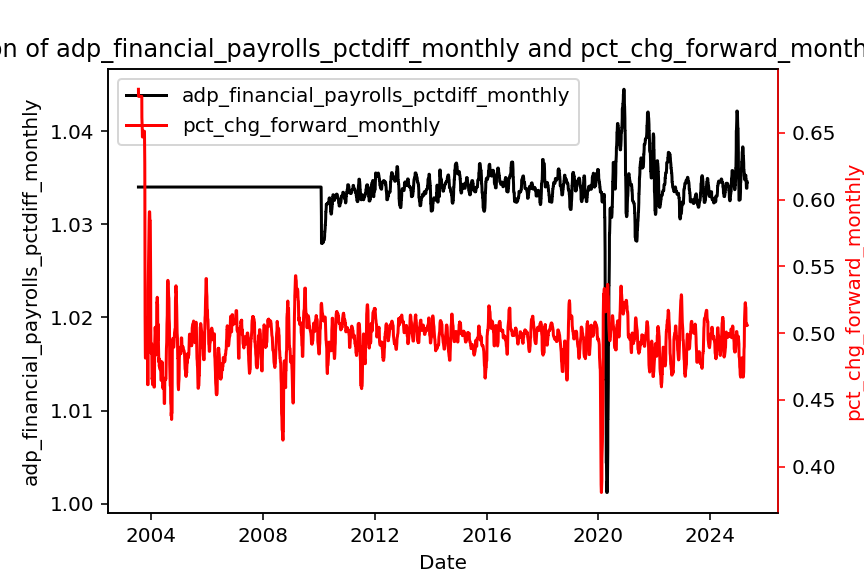 on of adp_financial_payrolls_pctdiff_monthly and pct_chg_forward_month
adp_financial_payrolls_pctdiff_monthly
pct_chg_forward_monthly
adp_financial_payrolls_pctdiff_monthly
1.04
1.03
1.02
1.01
1.00
0.65
0.60
0.55
0.50
0.45
0.40
pct_chg_forward_monthly
2004 2008 2012 2016 2020 2024
Date